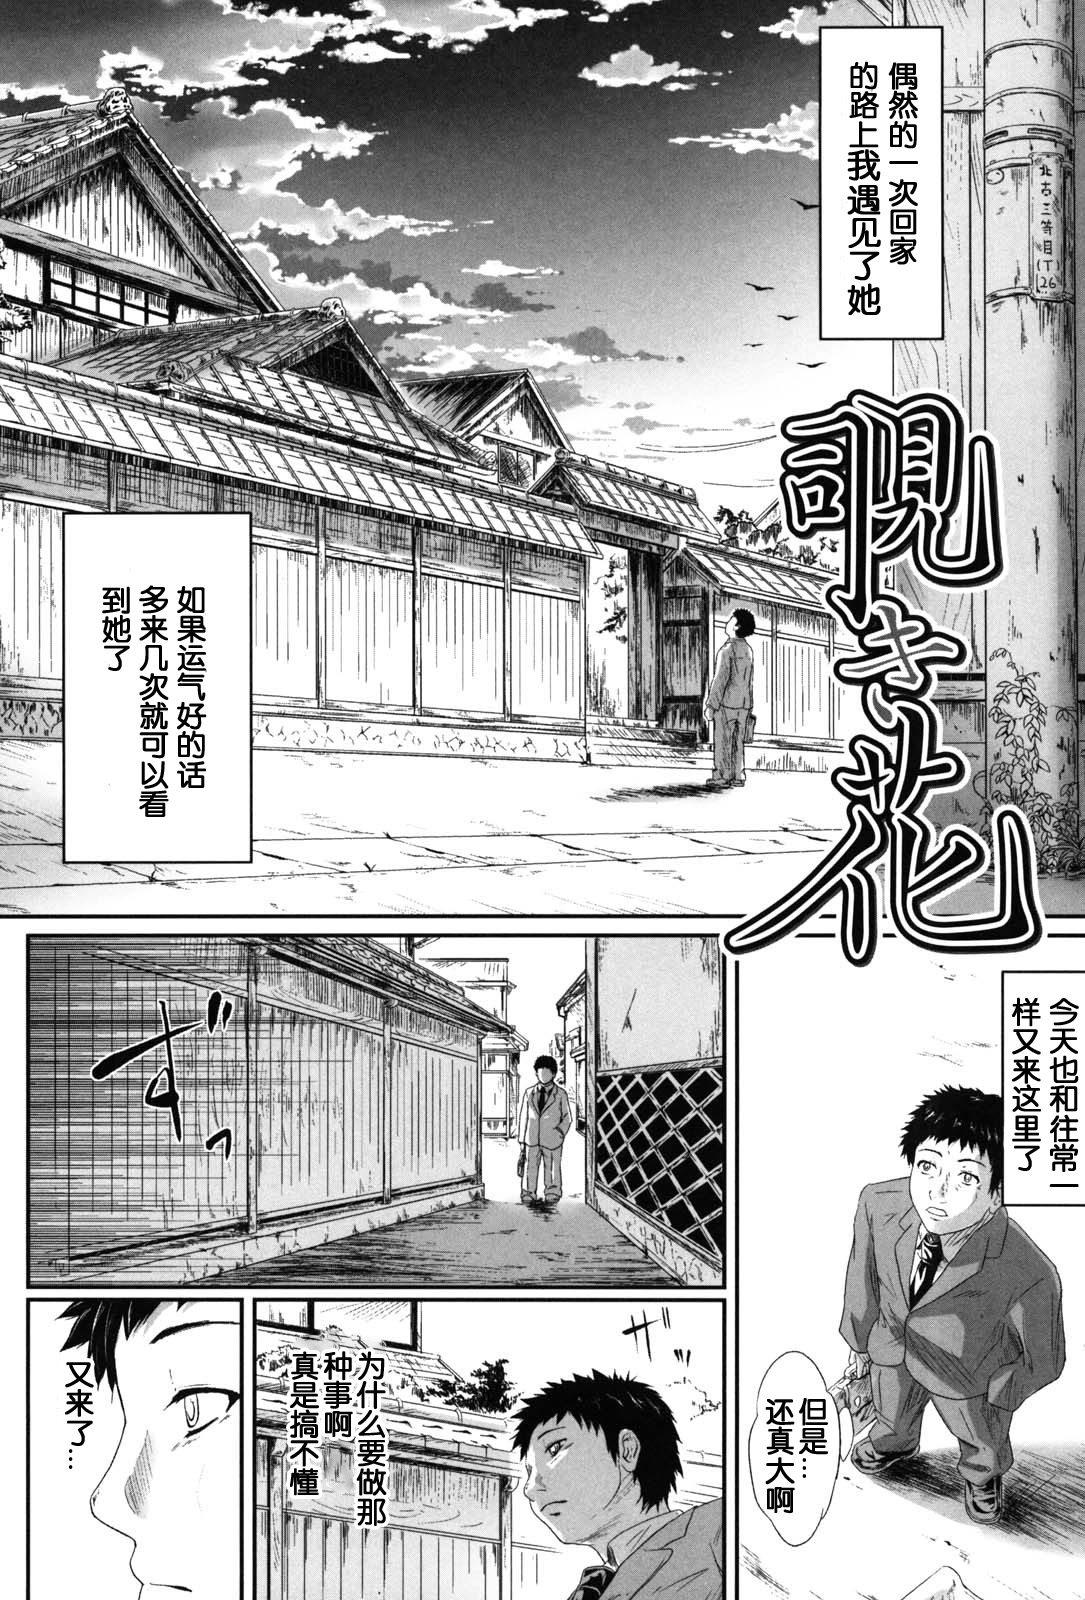 偶然的一次回家
的路上我遇见了她
北古三等目(T)26
覗き花
如果运气好的话
多来几次就可以看
到她了
今天也和往常一
样又来这里了
但是…
还真大啊
ずず
ずず
为什么要做那
种事啊
真是搞不懂
又来了…